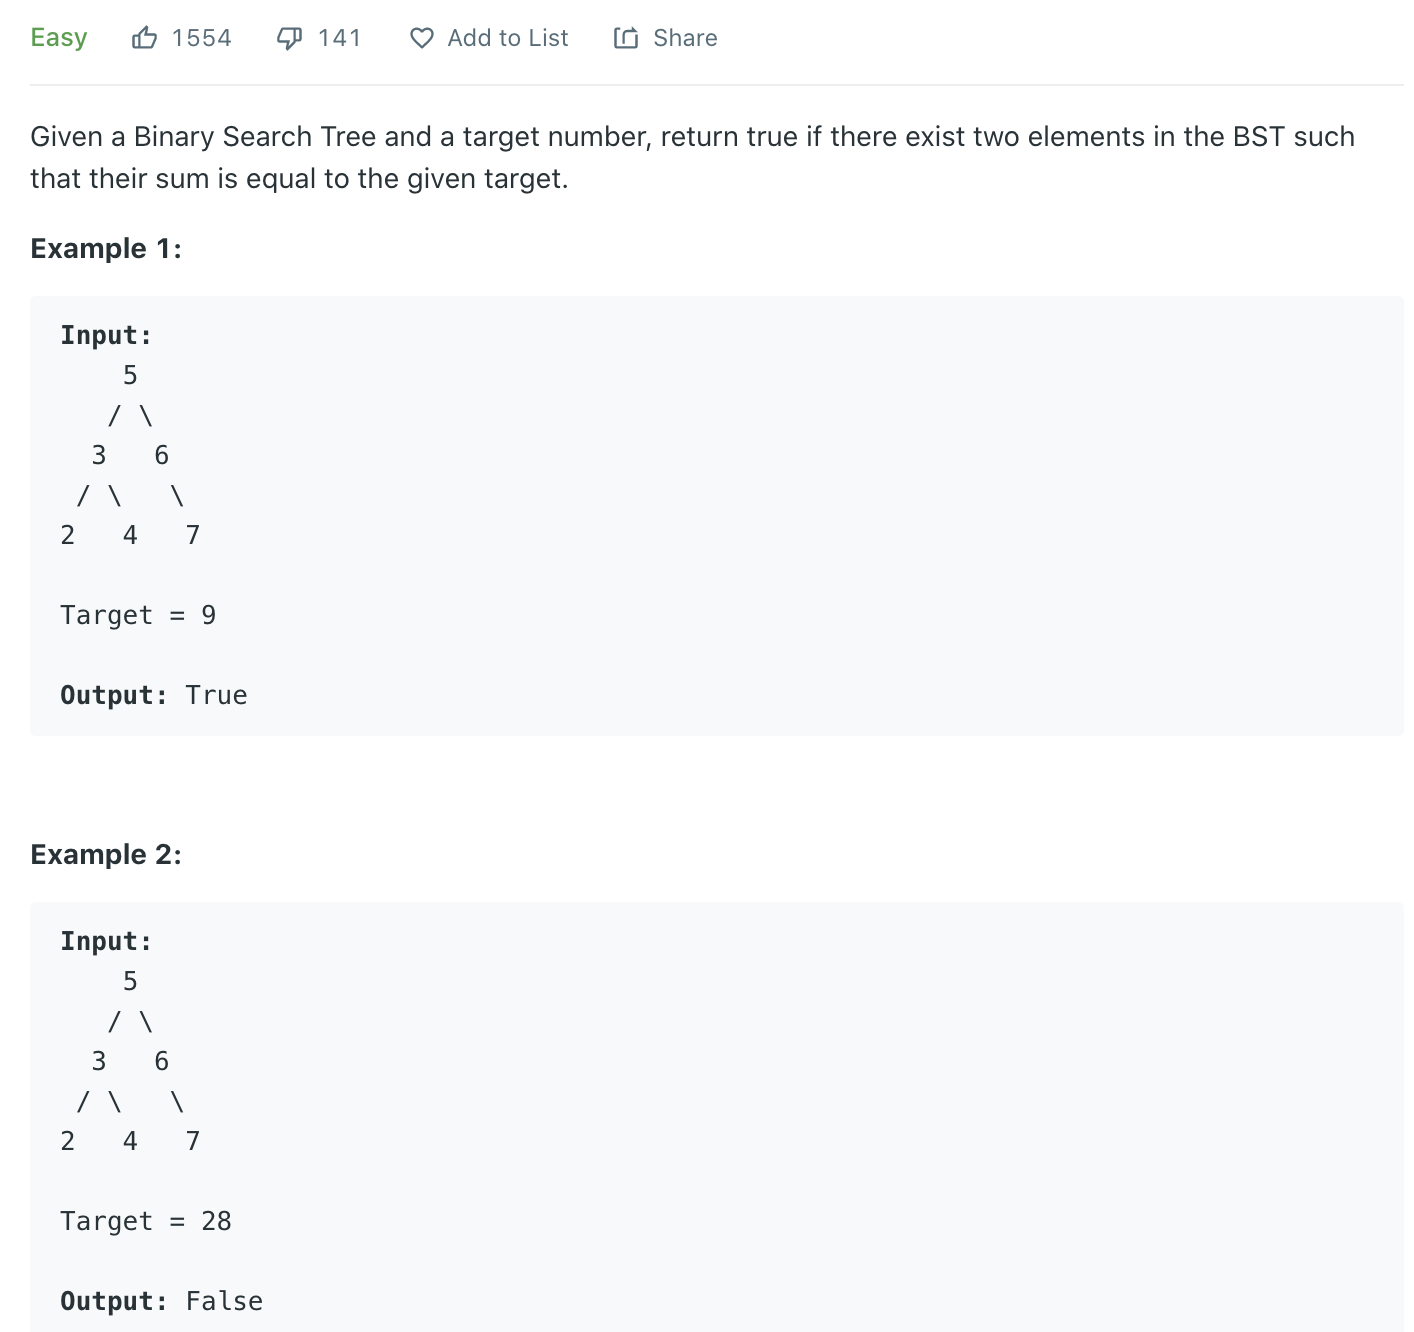 Easy 1554 141 Add to List Share
Given a Binary Search Tree and a target number, return true if there exist two elements in the BST such
that their sum is equal to the given target.
Example 1:
Input:
    5
   / \
  3   6
 / \   \
2   4   7
Target = 9
Output: True
Example 2:
Input:
    5
   / \
  3   6
 / \   \
2   4   7
Target = 28
Output: False